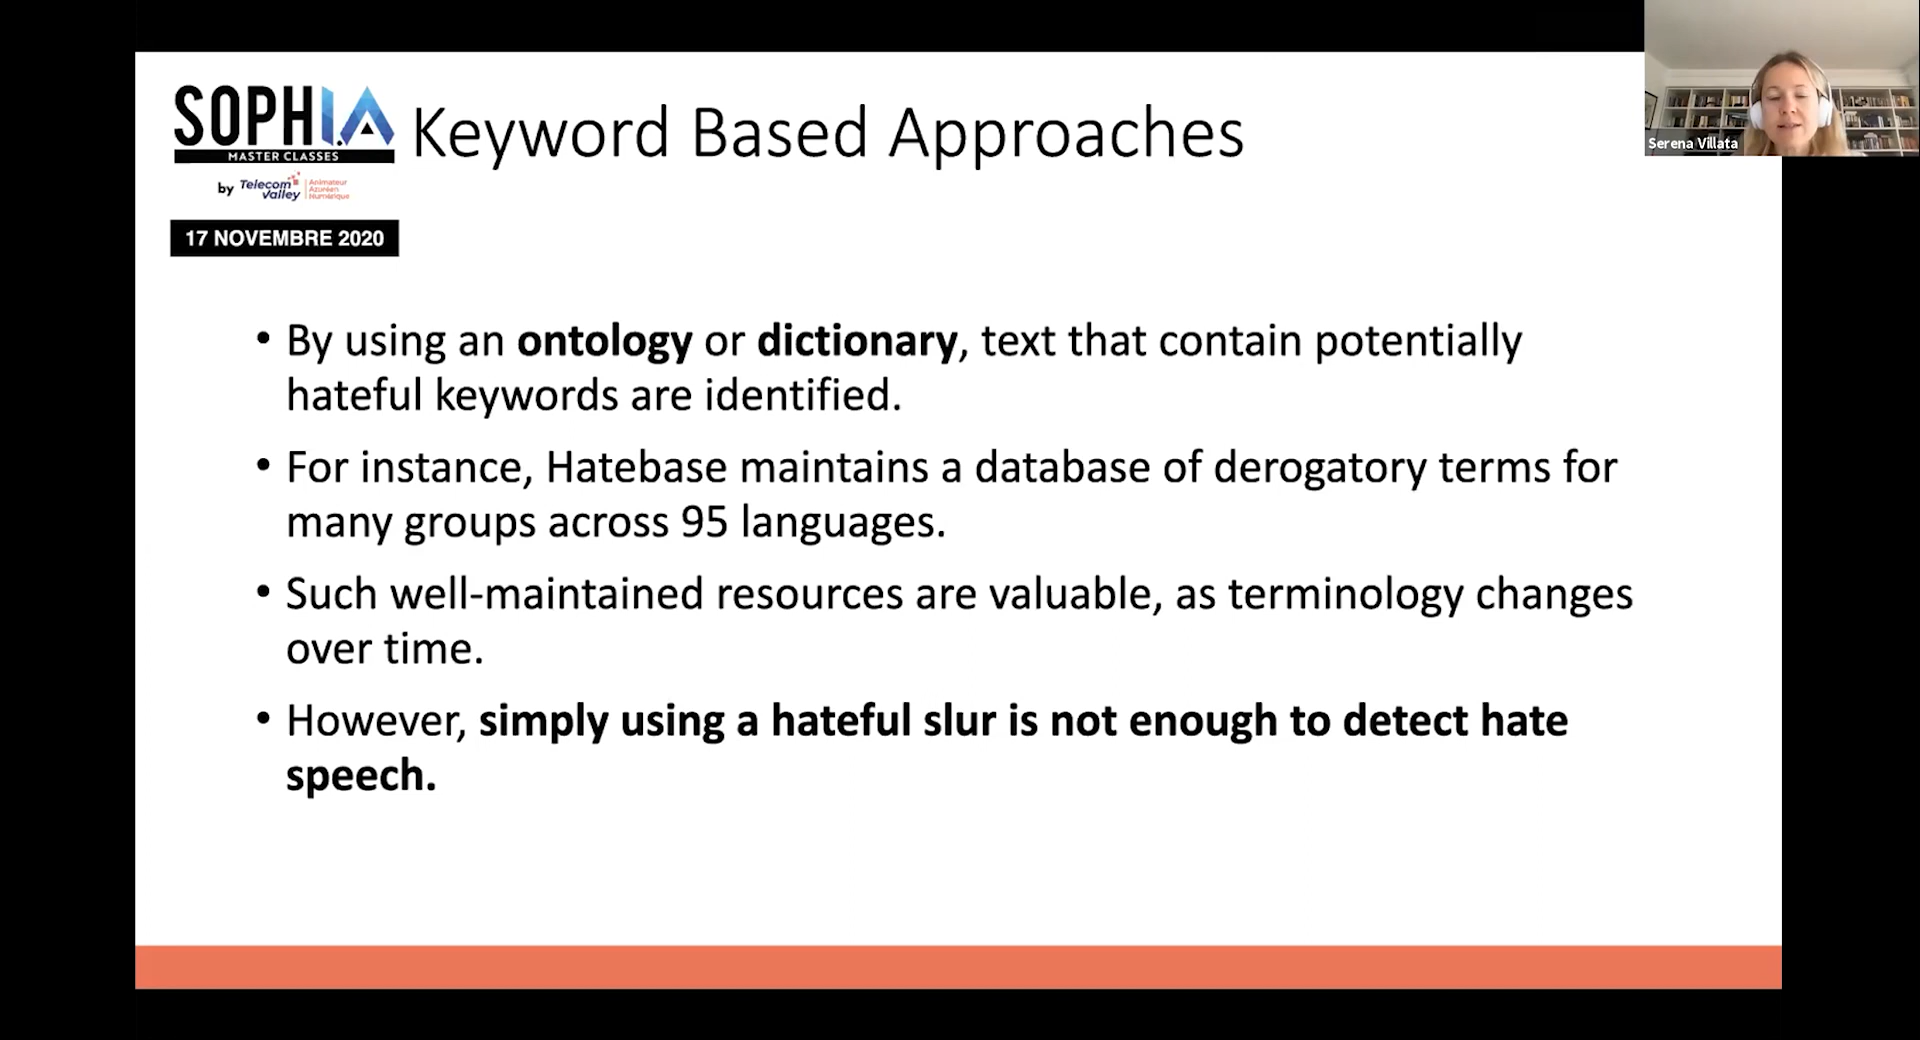 SOPHI.A
MASTER CLASSES
by Telecom Valley
Animateur
Azuréen
Numérique
Keyword Based Approaches
Serena Villata
17 NOVEMBRE 2020
• By using an ontology or dictionary, text that contain potentially
hateful keywords are identified.
• For instance, Hatebase maintains a database of derogatory terms for
many groups across 95 languages.
• Such well-maintained resources are valuable, as terminology changes
over time.
• However, simply using a hateful slur is not enough to detect hate
speech.